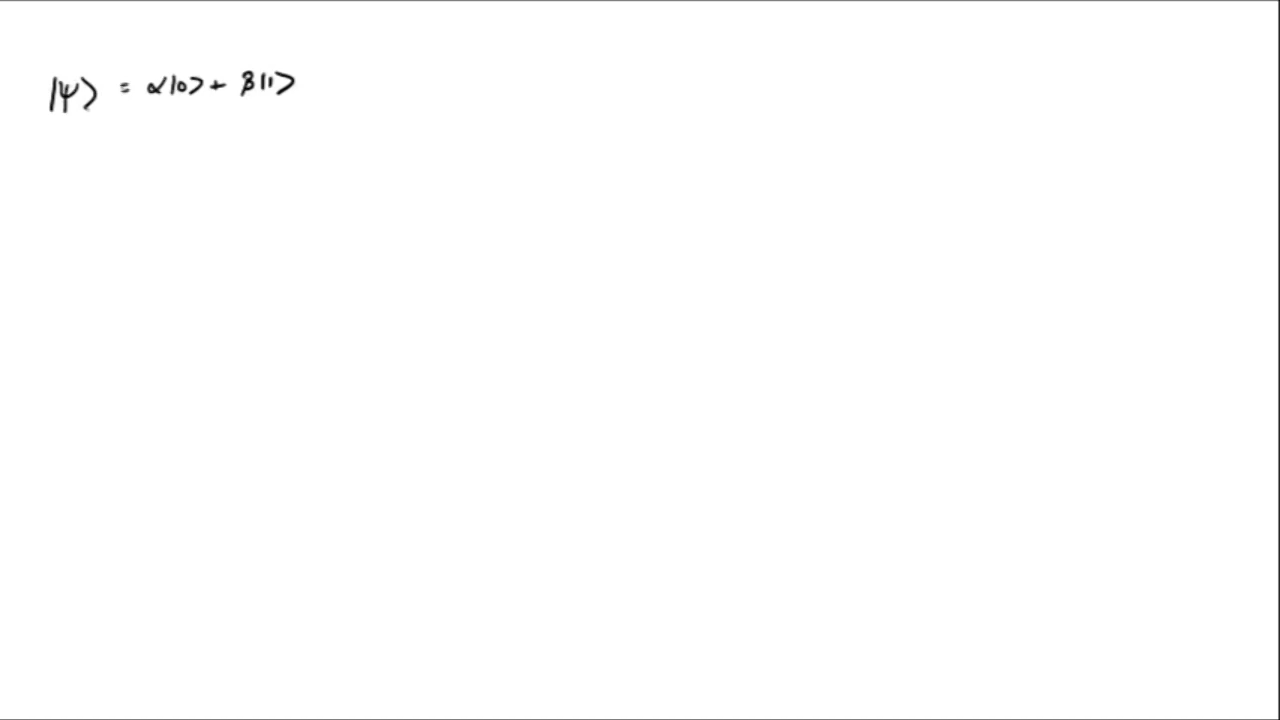 |ψ⟩ = α|0⟩ + β|1⟩